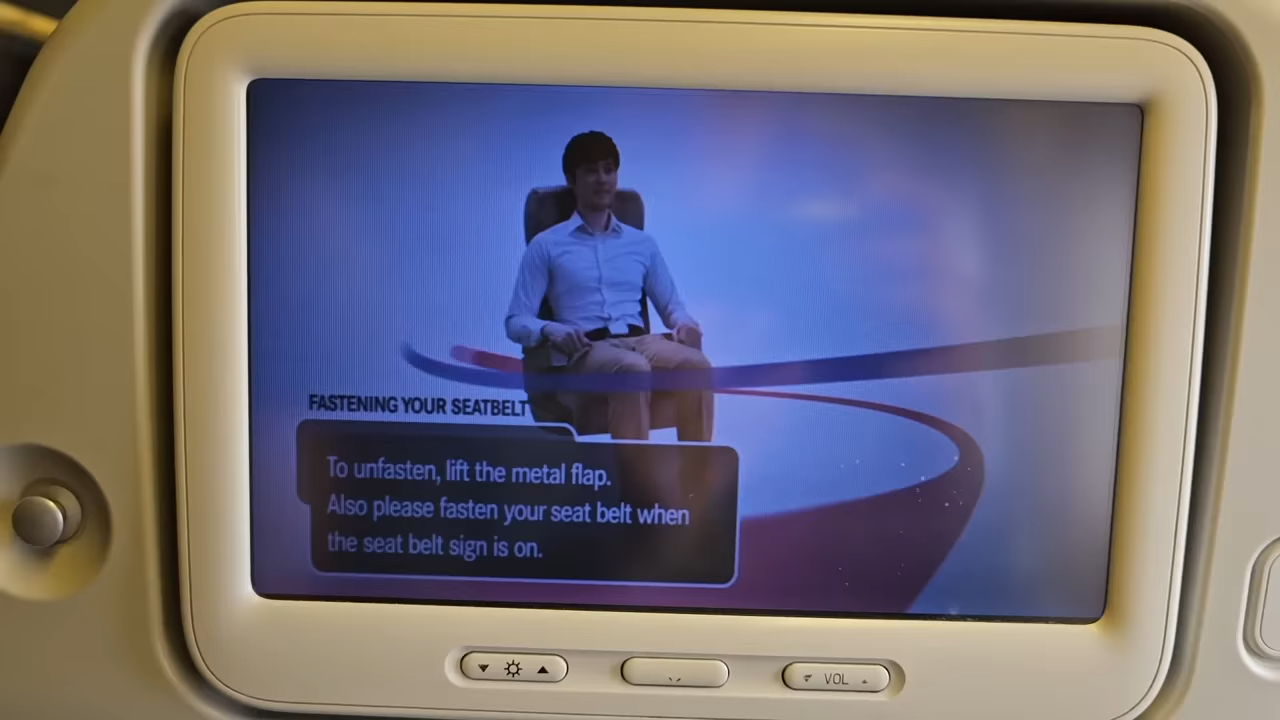 FASTENING YOUR SEATBELT
To unfasten, lift the metal flap.
Also please fasten your seat belt when
the seat belt sign is on.
VOL